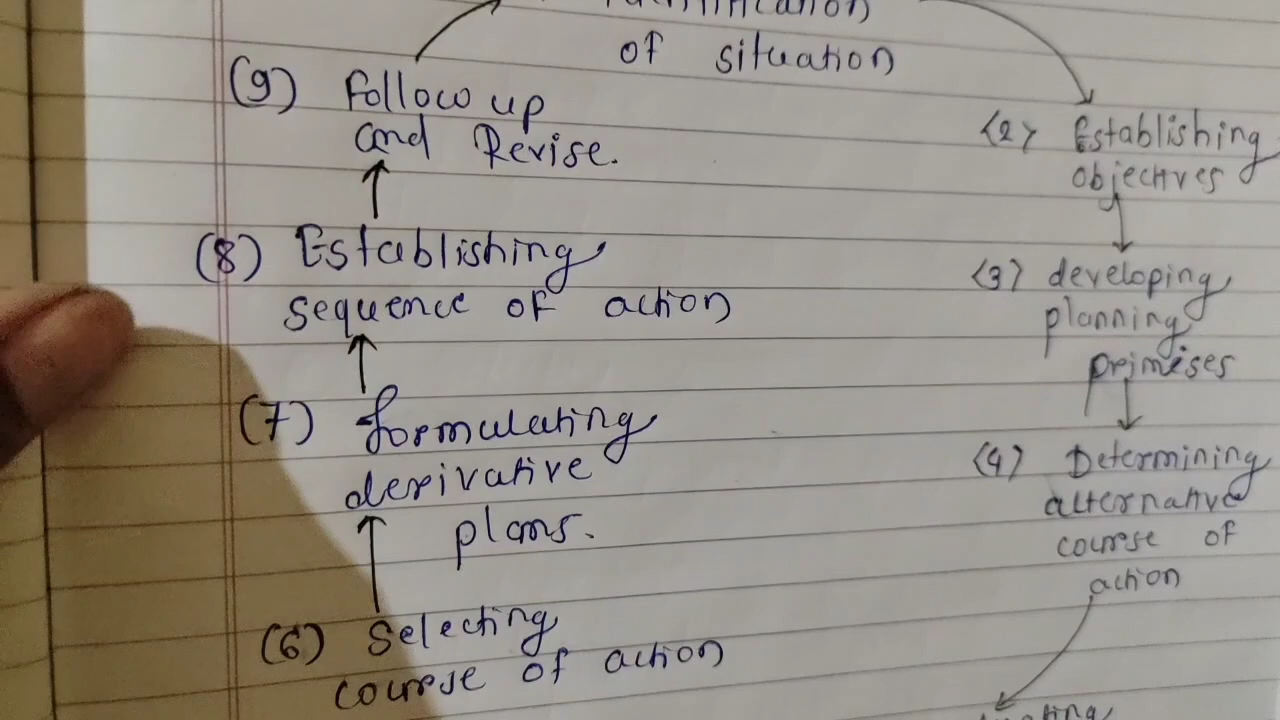 of situation
(9) Follow up
and Revise.
(8) Establishing
sequence of action
(7) formulating
derivative
plans.
(6) Selecting
course of action
(2) Establishing
objectives
(3) developing
planning
primises
(4) Determining
alternative
course of
action